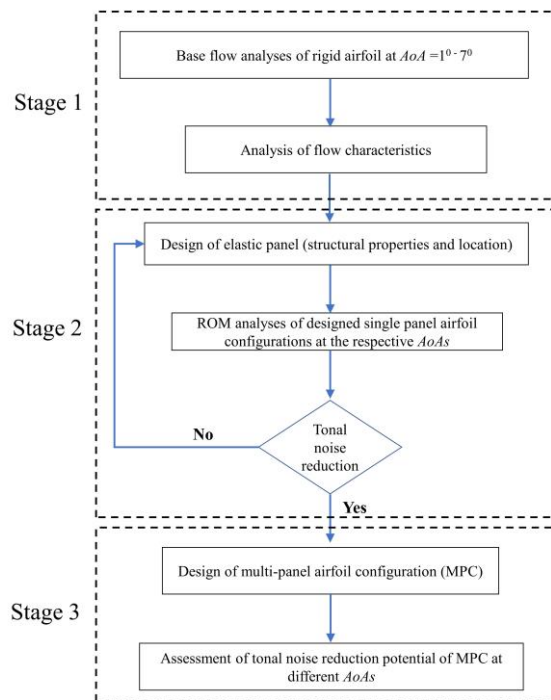 Stage 1
Base flow analyses of rigid airfoil at AoA =1⁰ - 7⁰
Analysis of flow characteristics
Stage 2
Design of elastic panel (structural properties and location)
ROM analyses of designed single panel airfoil
configurations at the respective AoAs
Tonal
noise
reduction
No
Yes
Stage 3
Design of multi-panel airfoil configuration (MPC)
Assessment of tonal noise reduction potential of MPC at
different AoAs